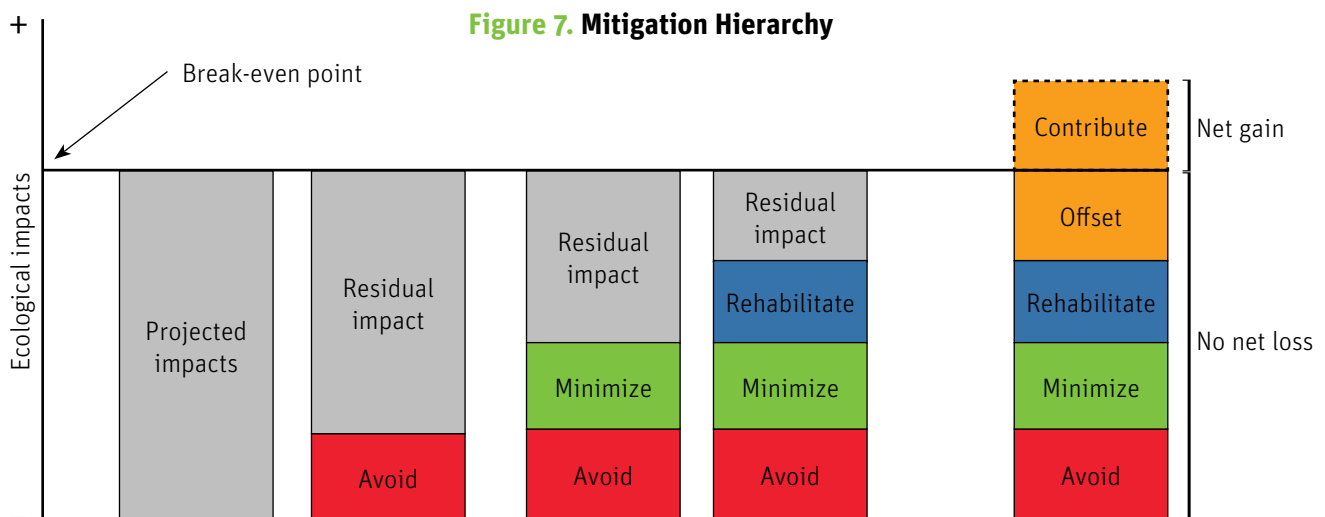 Figure 7. Mitigation Hierarchy
+
Break-even point
Ecological impacts
Projected
impacts
Residual
impact
Avoid
Residual
impact
Minimize
Avoid
Residual
impact
Rehabilitate
Minimize
Avoid
Contribute
Offset
Rehabilitate
Minimize
Avoid
Net gain
No net loss